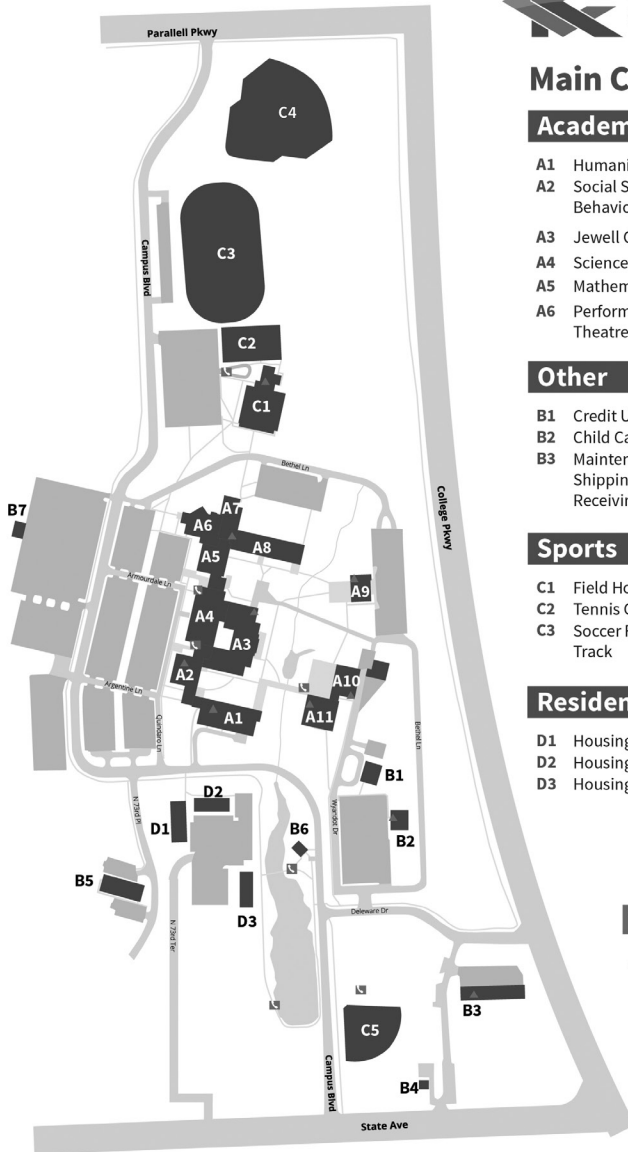 Parallell Pkwy
Main C
Academ
C4
A1 Humani
A2 Social S
Behavio
A3 Jewell C
A4 Science
A5 Mathem
A6 Perform
Theatre
Campus Blvd
C3
C2
C1
Other
B1 Credit U
B2 Child Ca
B3 Mainten
Shippin
Receivin
Bethel Ln
College Pkwy
B7
A7
A6
A8
A5
Sports
C1 Field Ho
C2 Tennis C
C3 Soccer F
Track
Armourdale Ln
A9
A4
A3
A2
A10
Argentine Ln
A1
A11
Residen
D1 Housing
D2 Housing
D3 Housing
Quindaro Ln
Bethel Ln
B1
N 73rd Pl
D2
D1
Wyandot Dr
B6
B2
B5
D3
Deleware Dr
N 73rd Ter
B3
C5
Campus Blvd
B4
State Ave